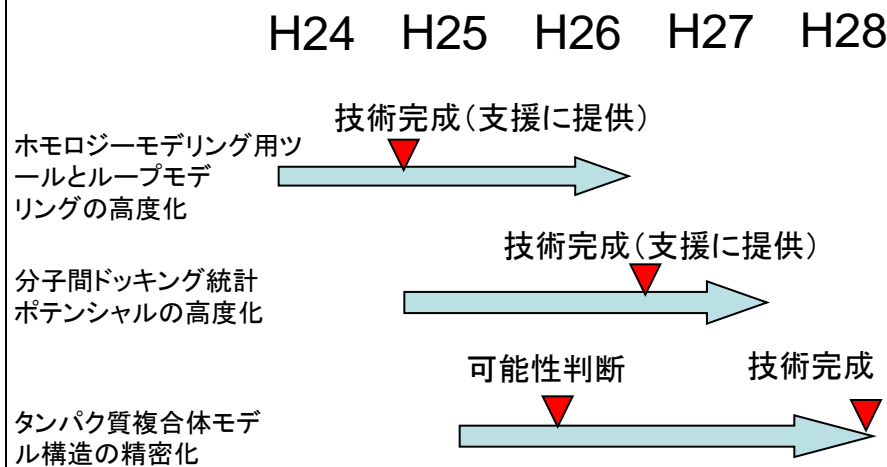 H24 H25 H26 H27 H28
技術完成(支援に提供)
ホモロジーモデリング用ツ
ールとループモデ
リングの高度化
技術完成(支援に提供)
分子間ドッキング統計
ポテンシャルの高度化
可能性判断 技術完成
タンパク質複合体モデ
ル構造の精密化